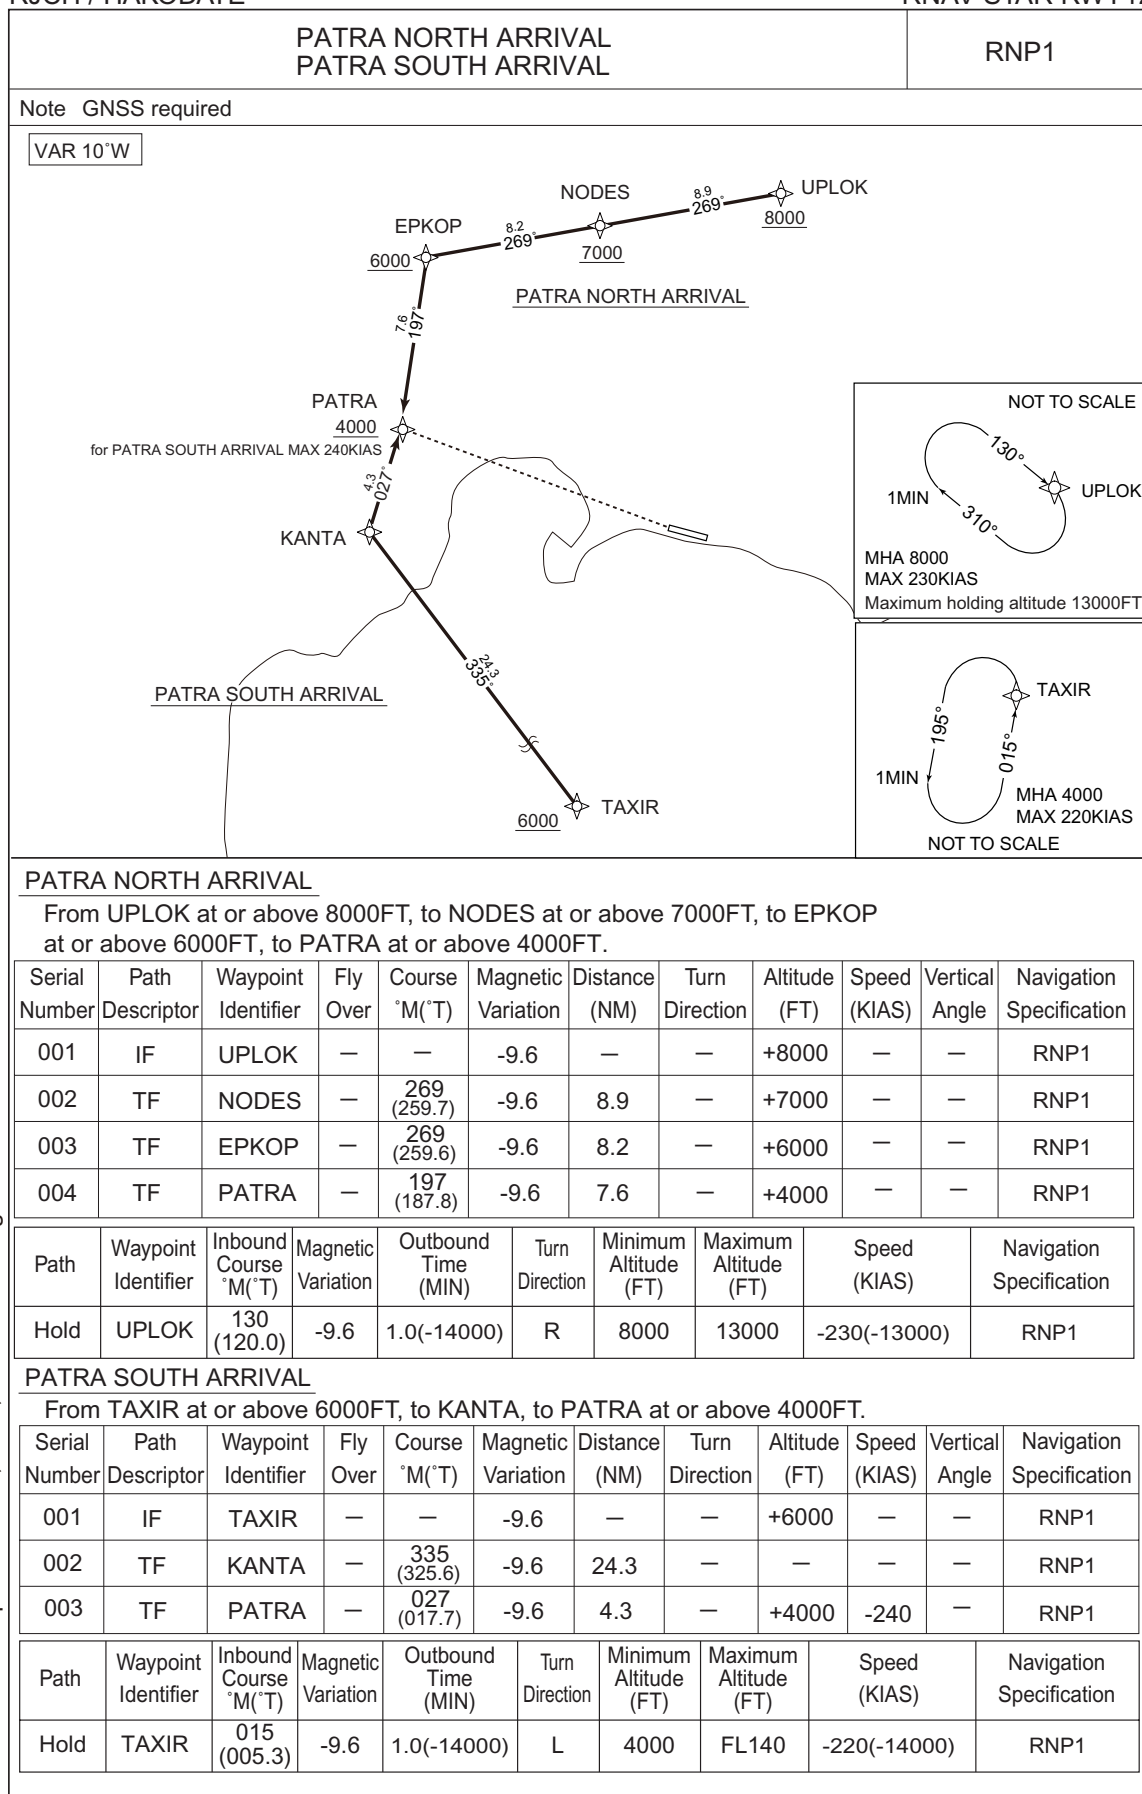 PATRA NORTH ARRIVAL
PATRA SOUTH ARRIVAL
RNP1
Note GNSS required
VAR 10°W
NODES
8.9
269°
UPLOK
8000
EPKOP
8.2
269°
7000
6000
PATRA NORTH ARRIVAL
7.6
197°
PATRA
4000
for PATRA SOUTH ARRIVAL MAX 240KIAS
4.3
027°
KANTA
24.3
335°
PATRA SOUTH ARRIVAL
TAXIR
6000
NOT TO SCALE
130°
UPLOK
1MIN
310°
MHA 8000
MAX 230KIAS
Maximum holding altitude 13000FT
TAXIR
195°
015°
1MIN
MHA 4000
MAX 220KIAS
NOT TO SCALE
PATRA NORTH ARRIVAL
From UPLOK at or above 8000FT, to NODES at or above 7000FT, to EPKOP
at or above 6000FT, to PATRA at or above 4000FT.
Serial Number Path Descriptor Waypoint Identifier Fly Over Course °M(°T) Magnetic Variation Distance (NM) Turn Direction Altitude (FT) Speed (KIAS) Vertical Angle Navigation Specification
001 IF UPLOK — — -9.6 — — +8000 — — RNP1
002 TF NODES — 269 (259.7) -9.6 8.9 — +7000 — — RNP1
003 TF EPKOP — 269 (259.6) -9.6 8.2 — +6000 — — RNP1
004 TF PATRA — 197 (187.8) -9.6 7.6 — +4000 — — RNP1
Path Waypoint Identifier Inbound Course °M(°T) Magnetic Variation Outbound Time (MIN) Turn Direction Minimum Altitude (FT) Maximum Altitude (FT) Speed (KIAS) Navigation Specification
Hold UPLOK 130 (120.0) -9.6 1.0(-14000) R 8000 13000 -230(-13000) RNP1
PATRA SOUTH ARRIVAL
From TAXIR at or above 6000FT, to KANTA, to PATRA at or above 4000FT.
Serial Number Path Descriptor Waypoint Identifier Fly Over Course °M(°T) Magnetic Variation Distance (NM) Turn Direction Altitude (FT) Speed (KIAS) Vertical Angle Navigation Specification
001 IF TAXIR — — -9.6 — — +6000 — — RNP1
002 TF KANTA — 335 (325.6) -9.6 24.3 — — — — RNP1
003 TF PATRA — 027 (017.7) -9.6 4.3 — +4000 -240 — RNP1
Path Waypoint Identifier Inbound Course °M(°T) Magnetic Variation Outbound Time (MIN) Turn Direction Minimum Altitude (FT) Maximum Altitude (FT) Speed (KIAS) Navigation Specification
Hold TAXIR 015 (005.3) -9.6 1.0(-14000) L 4000 FL140 -220(-14000) RNP1